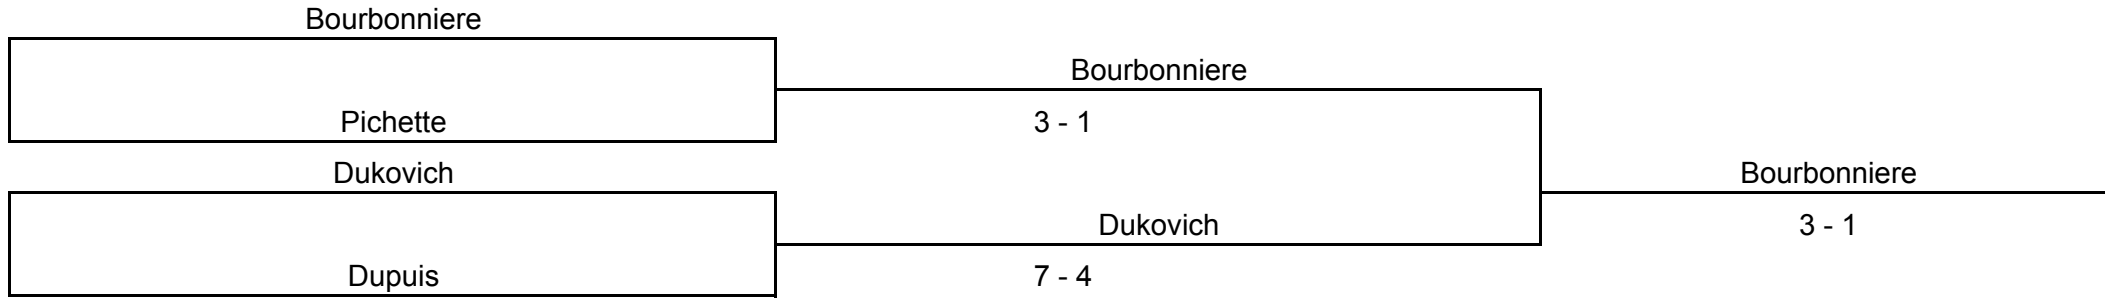 Bourbonniere
Bourbonniere
Pichette
3 - 1
Dukovich
Bourbonniere
Dukovich
3 - 1
Dupuis
7 - 4